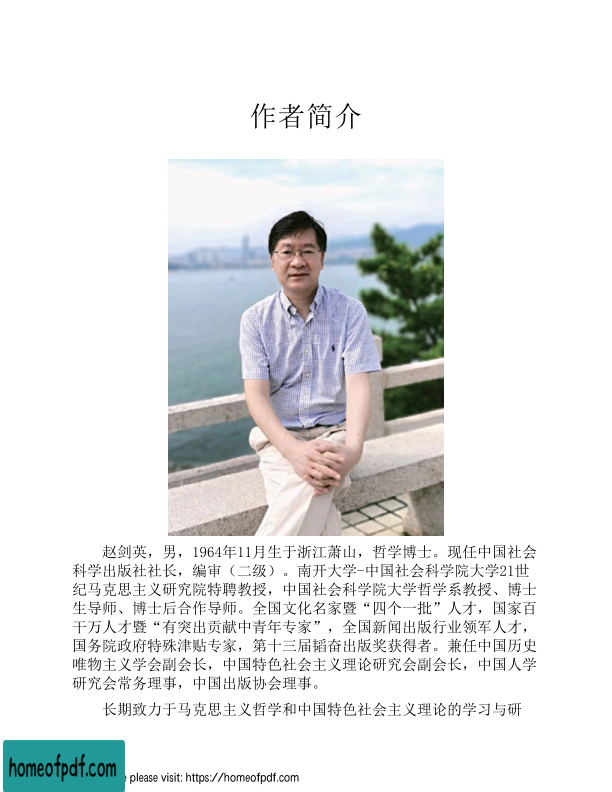 作者简介
赵剑英，男，1964年11月生于浙江萧山，哲学博士。现任中国社会
科学出版社社长，编审（二级）。南开大学-中国社会科学院大学21世
纪马克思主义研究院特聘教授，中国社会科学院大学哲学系教授、博士
生导师、博士后合作导师。全国文化名家暨“四个一批”人才，国家百
千万人才暨“有突出贡献中青年专家”，全国新闻出版行业领军人才，
国务院政府特殊津贴专家，第十三届韬奋出版奖获得者。兼任中国历史
唯物主义学会副会长，中国特色社会主义理论研究会副会长，中国人学
研究会常务理事，中国出版协会理事。
长期致力于马克思主义哲学和中国特色社会主义理论的学习与研
homeofpdf.com
e please visit: https://homeofpdf.com